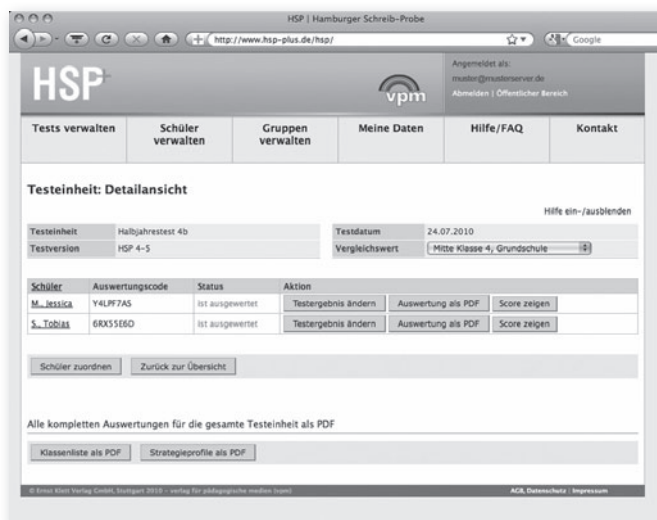 HSP | Hamburger Schreib-Probe
http://www.hsp-plus.de/hsp/
Google
HSP+
vpm
Angemeldet als:
muster@musterserver.de
Abmelden | Öffentlicher Bereich
Tests verwalten
Schüler verwalten
Gruppen verwalten
Meine Daten
Hilfe/FAQ
Kontakt
Testeinheit: Detailansicht
Hilfe ein-/ausblenden
Testeinheit Halbjahrestest 4b Testdatum 24.07.2010
Testversion HSP 4-5 Vergleichswert Mitte Klasse 4, Grundschule
Schüler Auswertungscode Status Aktion
M., Jessica Y4LPF7AS ist ausgewertet Testergebnis ändern Auswertung als PDF Score zeigen
S., Tobias 6RX55E6D ist ausgewertet Testergebnis ändern Auswertung als PDF Score zeigen
Schüler zuordnen Zurück zur Übersicht
Alle kompletten Auswertungen für die gesamte Testeinheit als PDF
Klassenliste als PDF Strategieprofile als PDF
© Ernst Klett Verlag GmbH, Stuttgart 2010 – verlag für pädagogische medien (vpm) AGB, Datenschutz | Impressum